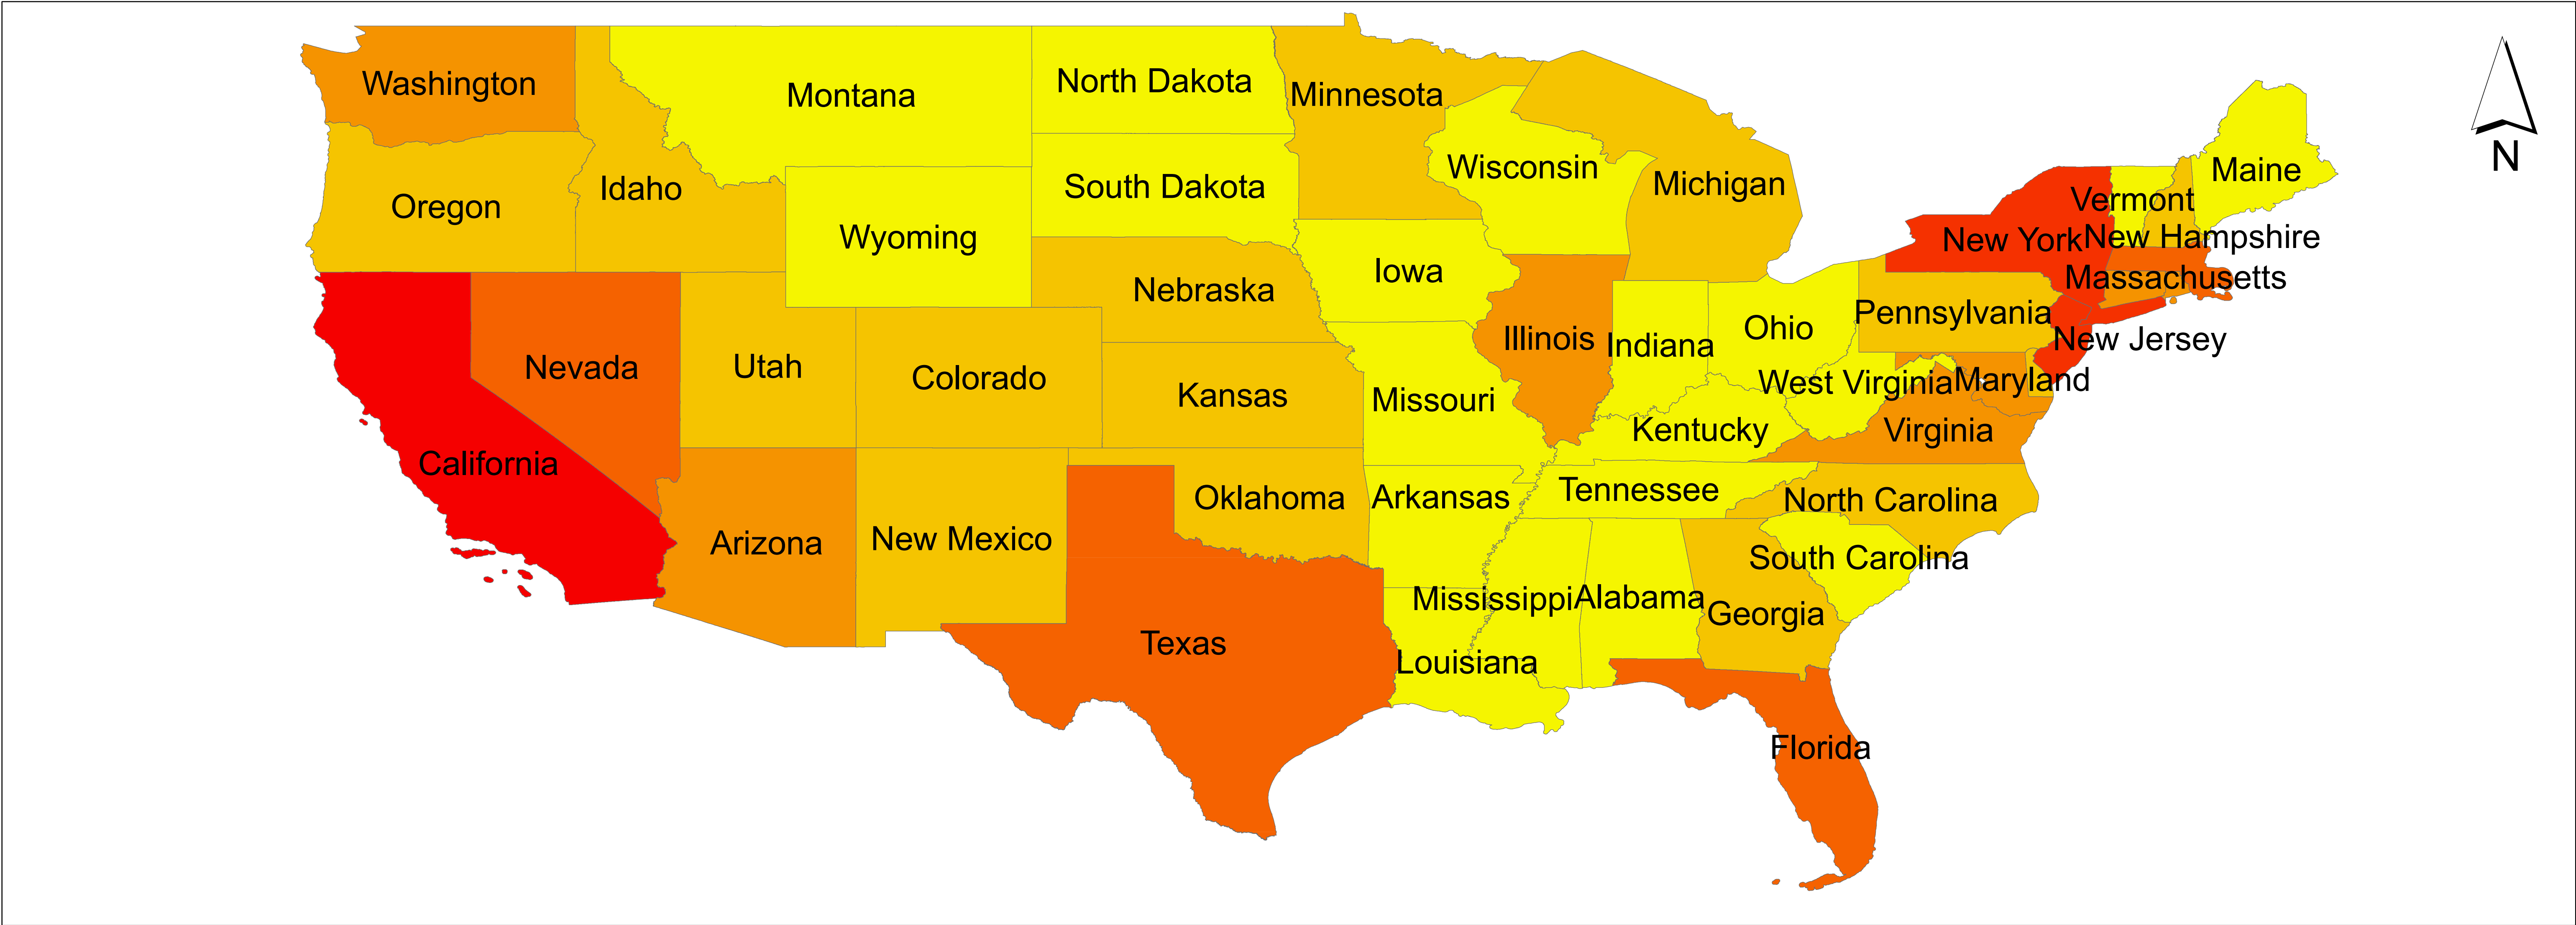 Washington
Montana
North Dakota
Minnesota
Wisconsin
Michigan
Maine
N
Oregon
Idaho
Wyoming
South Dakota
Vermont
New York
New Hampshire
Massachusetts
Iowa
Nebraska
Pennsylvania
New Jersey
Nevada
Utah
Colorado
Kansas
Illinois
Indiana
Ohio
West Virginia
Maryland
Missouri
Kentucky
Virginia
California
Arizona
New Mexico
Oklahoma
Arkansas
Tennessee
North Carolina
South Carolina
Texas
Mississippi
Alabama
Georgia
Louisiana
Florida